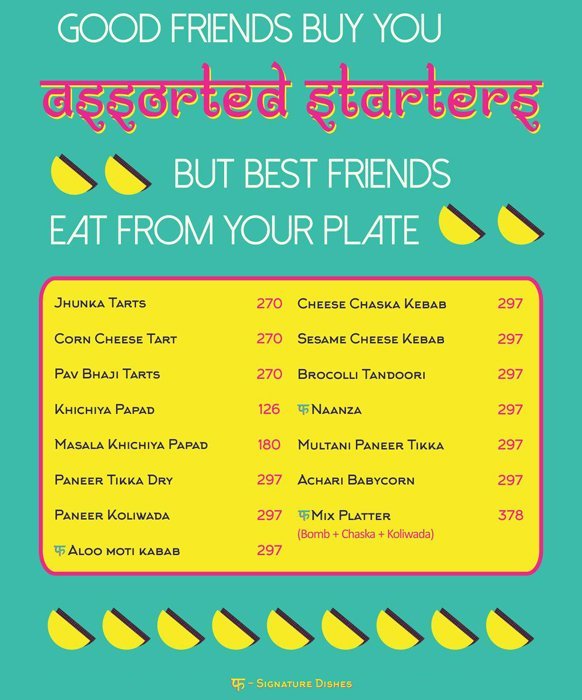 GOOD FRIENDS BUY YOU
assorted starters
BUT BEST FRIENDS
EAT FROM YOUR PLATE
JHUNKA TARTS 270
CORN CHEESE TART 270
PAV BHAJI TARTS 270
KHICHIYA PAPAD 126
MASALA KHICHIYA PAPAD 180
PANEER TIKKA DRY 297
PANEER KOLIWADA 297
फ ALOO MOTI KABAB 297
CHEESE CHASKA KEBAB 297
SESAME CHEESE KEBAB 297
BROCOLLI TANDOORI 297
फ NAANZA 297
MULTANI PANEER TIKKA 297
ACHARI BABYCORN 297
फ MIX PLATTER 378
(Bomb + Chaska + Koliwada)
फ - SIGNATURE DISHES